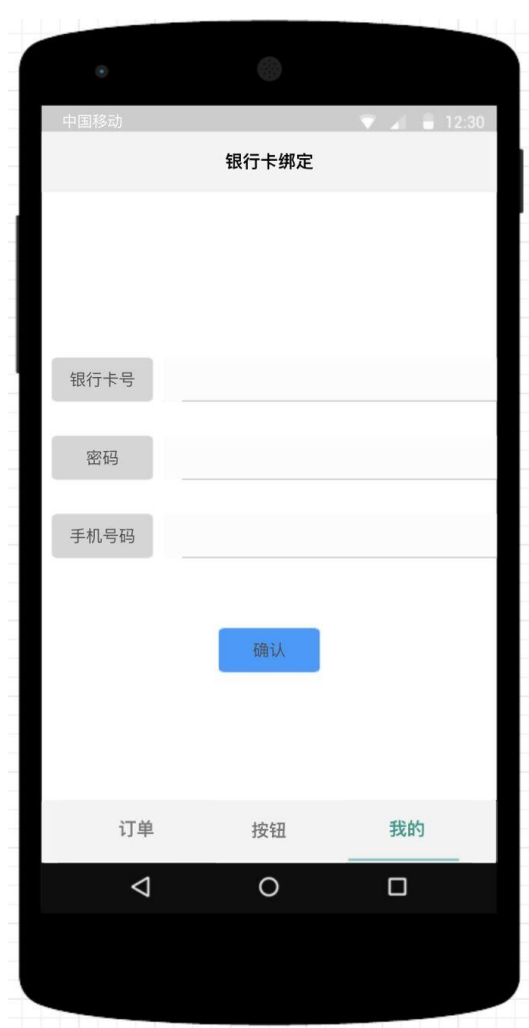 中国移动 12:30
银行卡绑定
银行卡号
密码
手机号码
确认
订单 按钮 我的